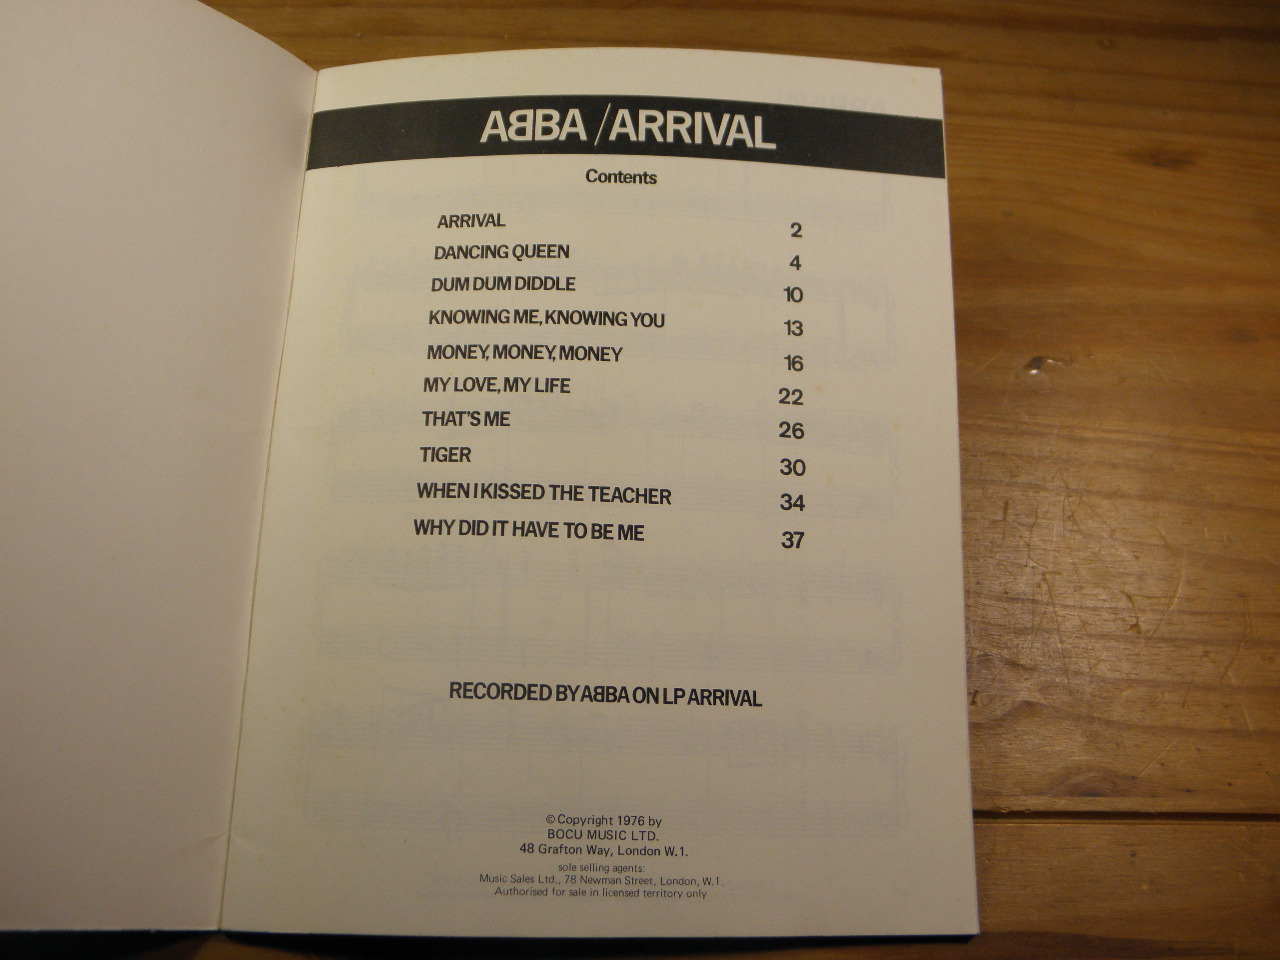 ABBA / ARRIVAL
Contents
ARRIVAL 2
DANCING QUEEN 4
DUM DUM DIDDLE 10
KNOWING ME, KNOWING YOU 13
MONEY, MONEY, MONEY 16
MY LOVE, MY LIFE 22
THAT'S ME 26
TIGER 30
WHEN I KISSED THE TEACHER 34
WHY DID IT HAVE TO BE ME 37
RECORDED BY ABBA ON LP ARRIVAL
© Copyright 1976 by
BOCU MUSIC LTD.
48 Grafton Way, London W.1.
sole selling agents:
Music Sales Ltd., 78 Newman Street, London, W.1.
Authorised for sale in licensed territory only